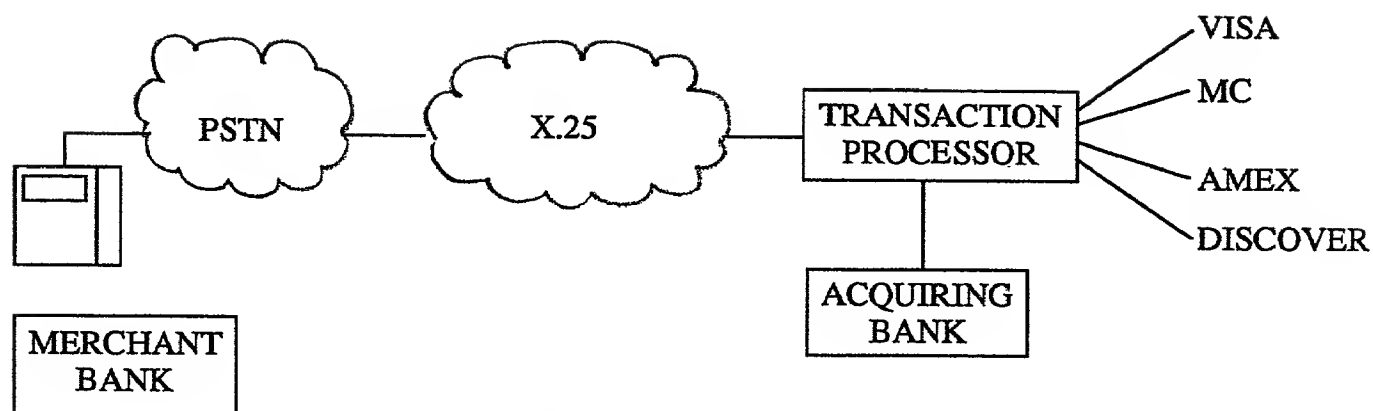 VISA
MC
PSTN
X.25
TRANSACTION
PROCESSOR
AMEX
DISCOVER
ACQUIRING
BANK
MERCHANT
BANK